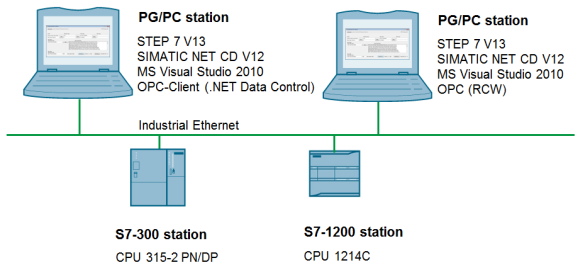 PG/PC station
STEP 7 V13
SIMATIC NET CD V12
MS Visual Studio 2010
OPC-Client (.NET Data Control)
PG/PC station
STEP 7 V13
SIMATIC NET CD V12
MS Visual Studio 2010
OPC (RCW)
Industrial Ethernet
S7-300 station
CPU 315-2 PN/DP
S7-1200 station
CPU 1214C